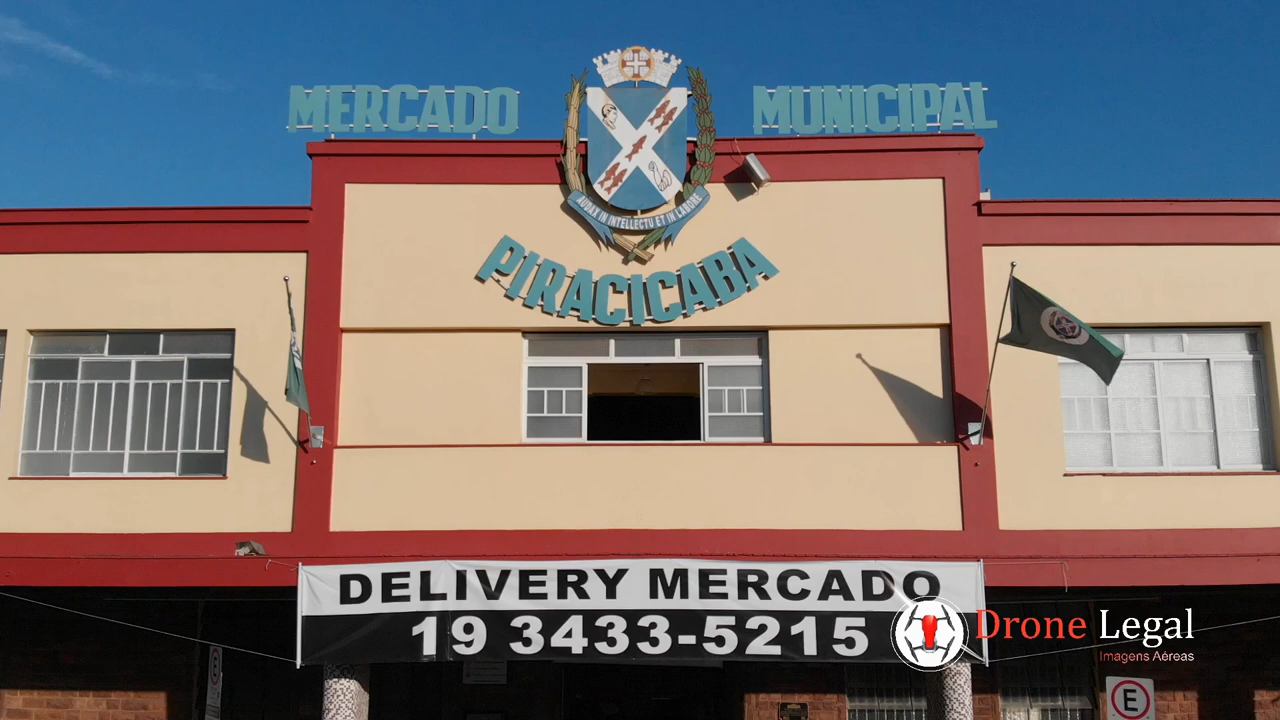 MERCADO MUNICIPAL
AUDAX IN INTELLECTU ET IN LABORE
PIRACICABA
DELIVERY MERCADO
19 3433-5215
Drone Legal
Imagens Aéreas
E
E